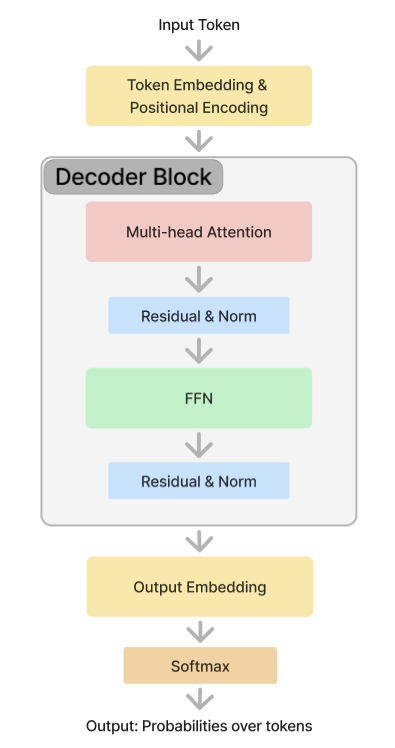 Input Token
Token Embedding &
Positional Encoding
Decoder Block
Multi-head Attention
Residual & Norm
FFN
Residual & Norm
Output Embedding
Softmax
Output: Probabilities over tokens